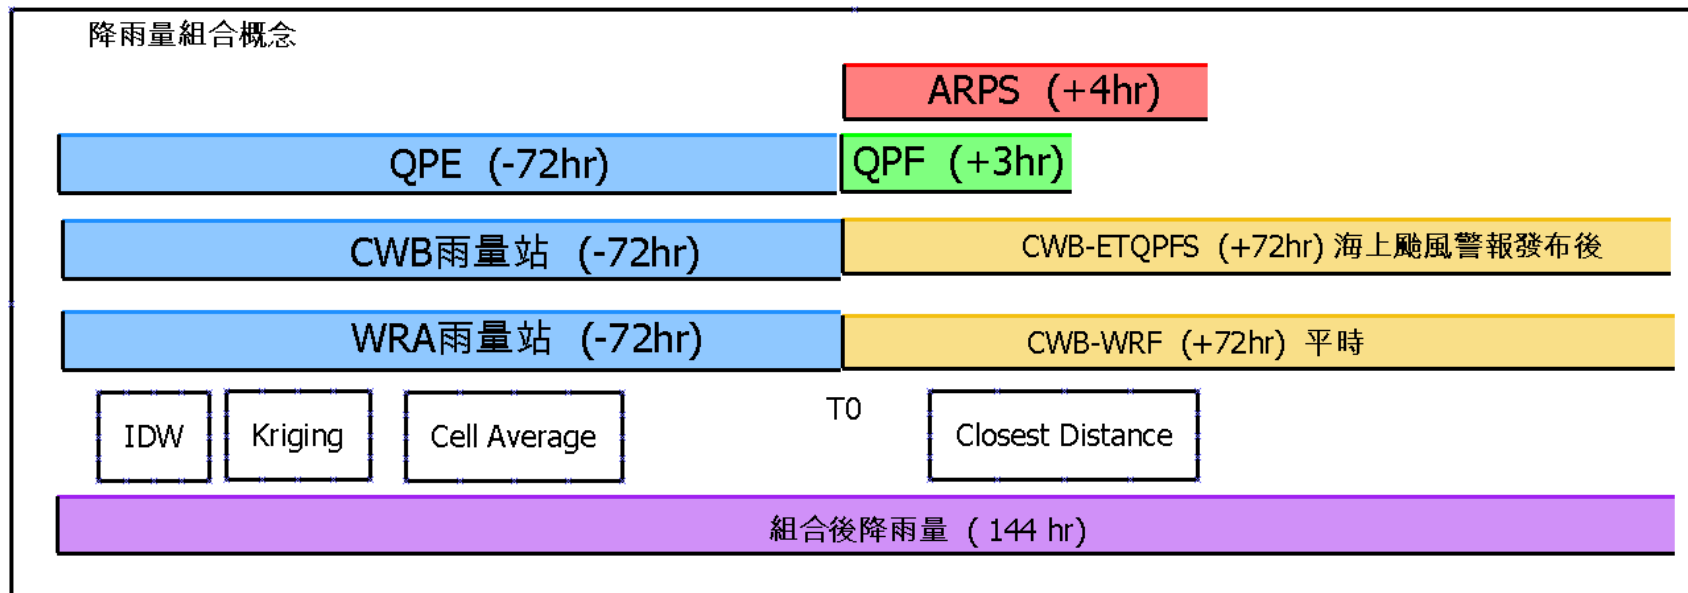 降雨量組合概念
ARPS (+4hr)
QPE (-72hr)
QPF (+3hr)
CWB雨量站 (-72hr)
CWB-ETQPFS (+72hr) 海上颱風警報發布後
WRA雨量站 (-72hr)
CWB-WRF (+72hr) 平時
T0
IDW
Kriging
Cell Average
Closest Distance
組合後降雨量 ( 144 hr)